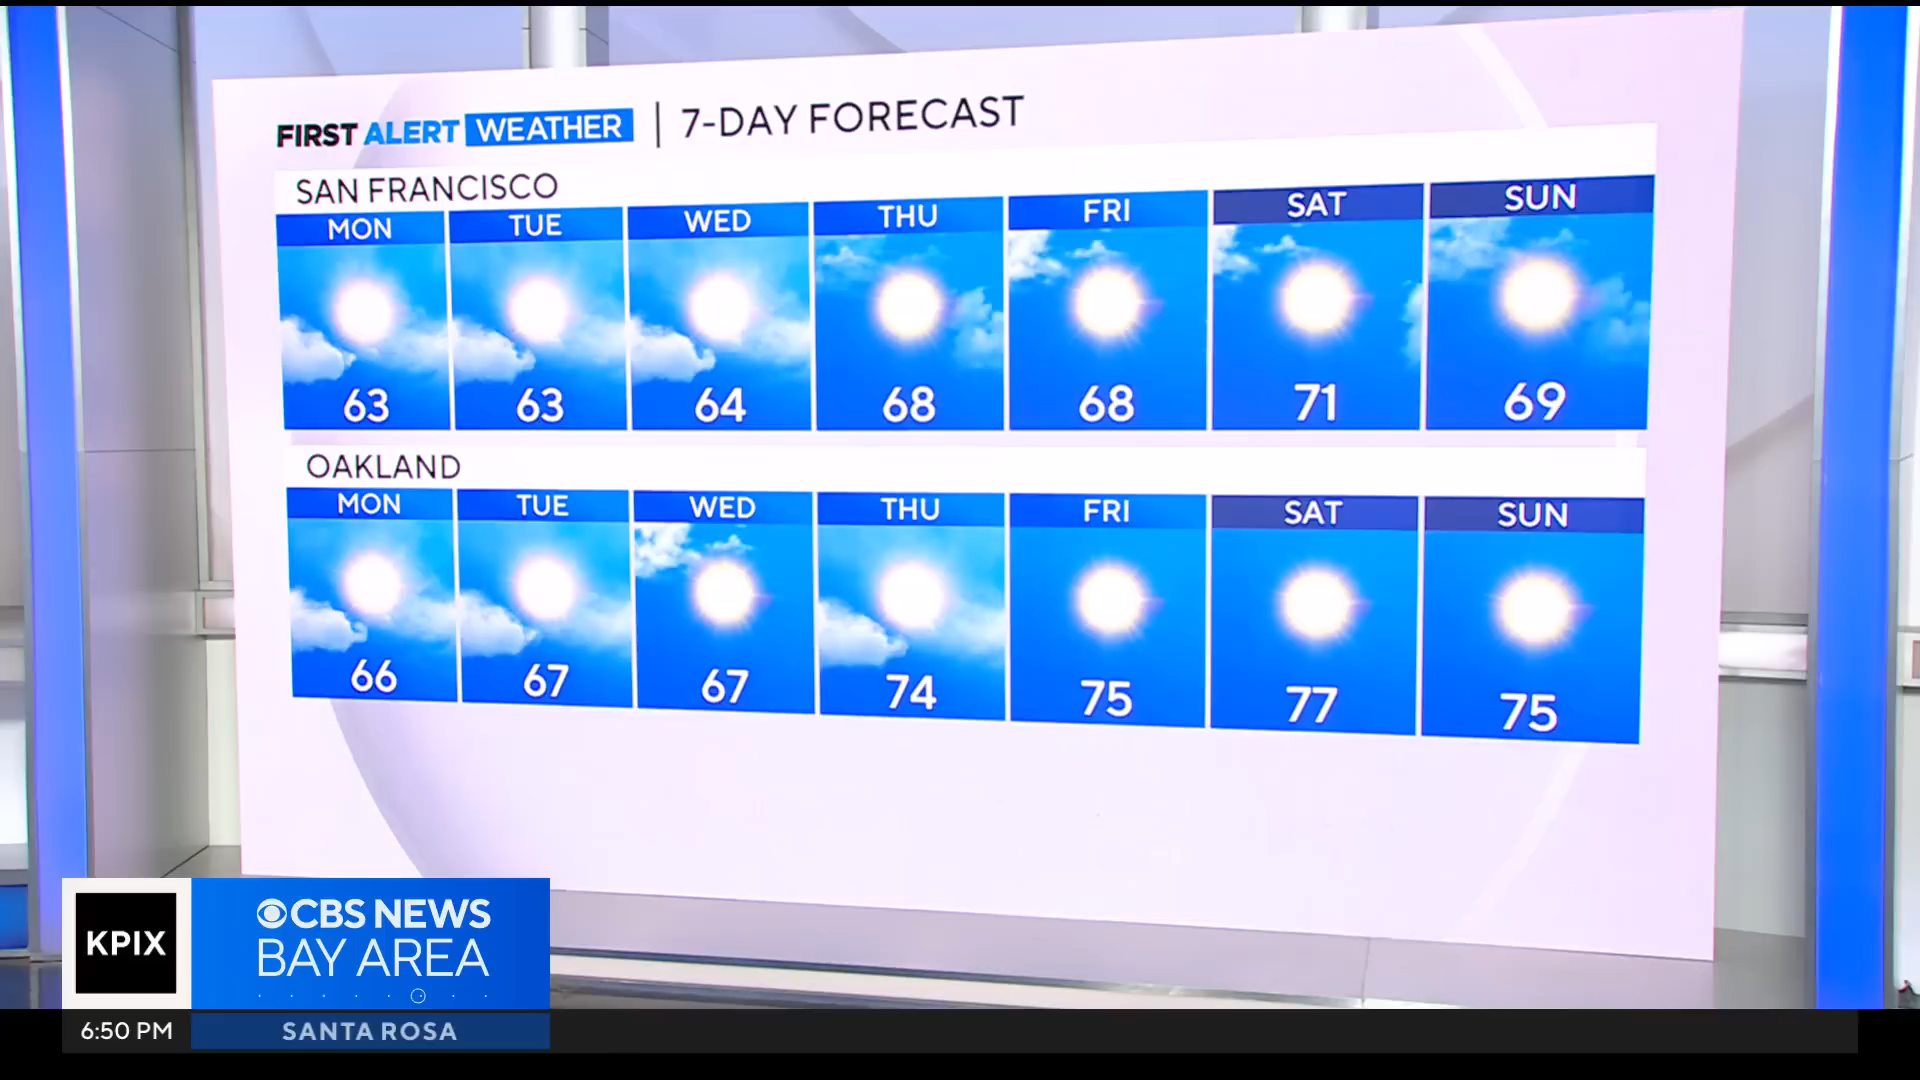 FIRST ALERT WEATHER | 7-DAY FORECAST
SAN FRANCISCO
MON TUE WED THU FRI SAT SUN
63 63 64 68 68 71 69
OAKLAND
MON TUE WED THU FRI SAT SUN
66 67 67 74 75 77 75
KPIX
CBS NEWS
BAY AREA
6:50 PM SANTA ROSA